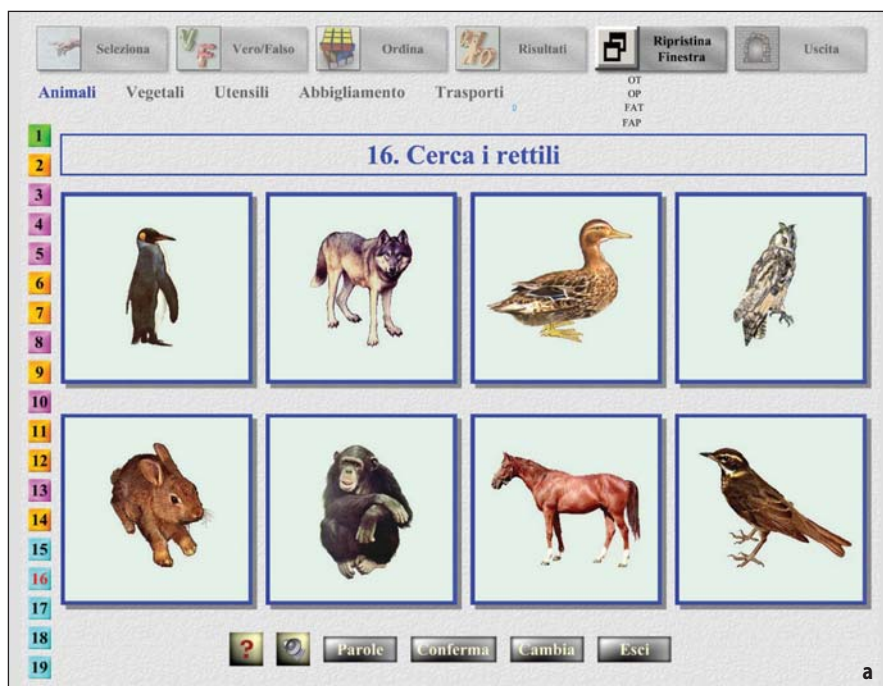 Seleziona
Vero/Falso
Ordina
Risultati
Ripristina
Finestra
Uscita
Animali Vegetali Utensili Abbigliamento Trasporti
0
OT
OP
FAT
FAP
1
2
3
4
5
6
7
8
9
10
11
12
13
14
15
16
17
18
19
16. Cerca i rettili
?
Parole
Conferma
Cambia
Esci
a